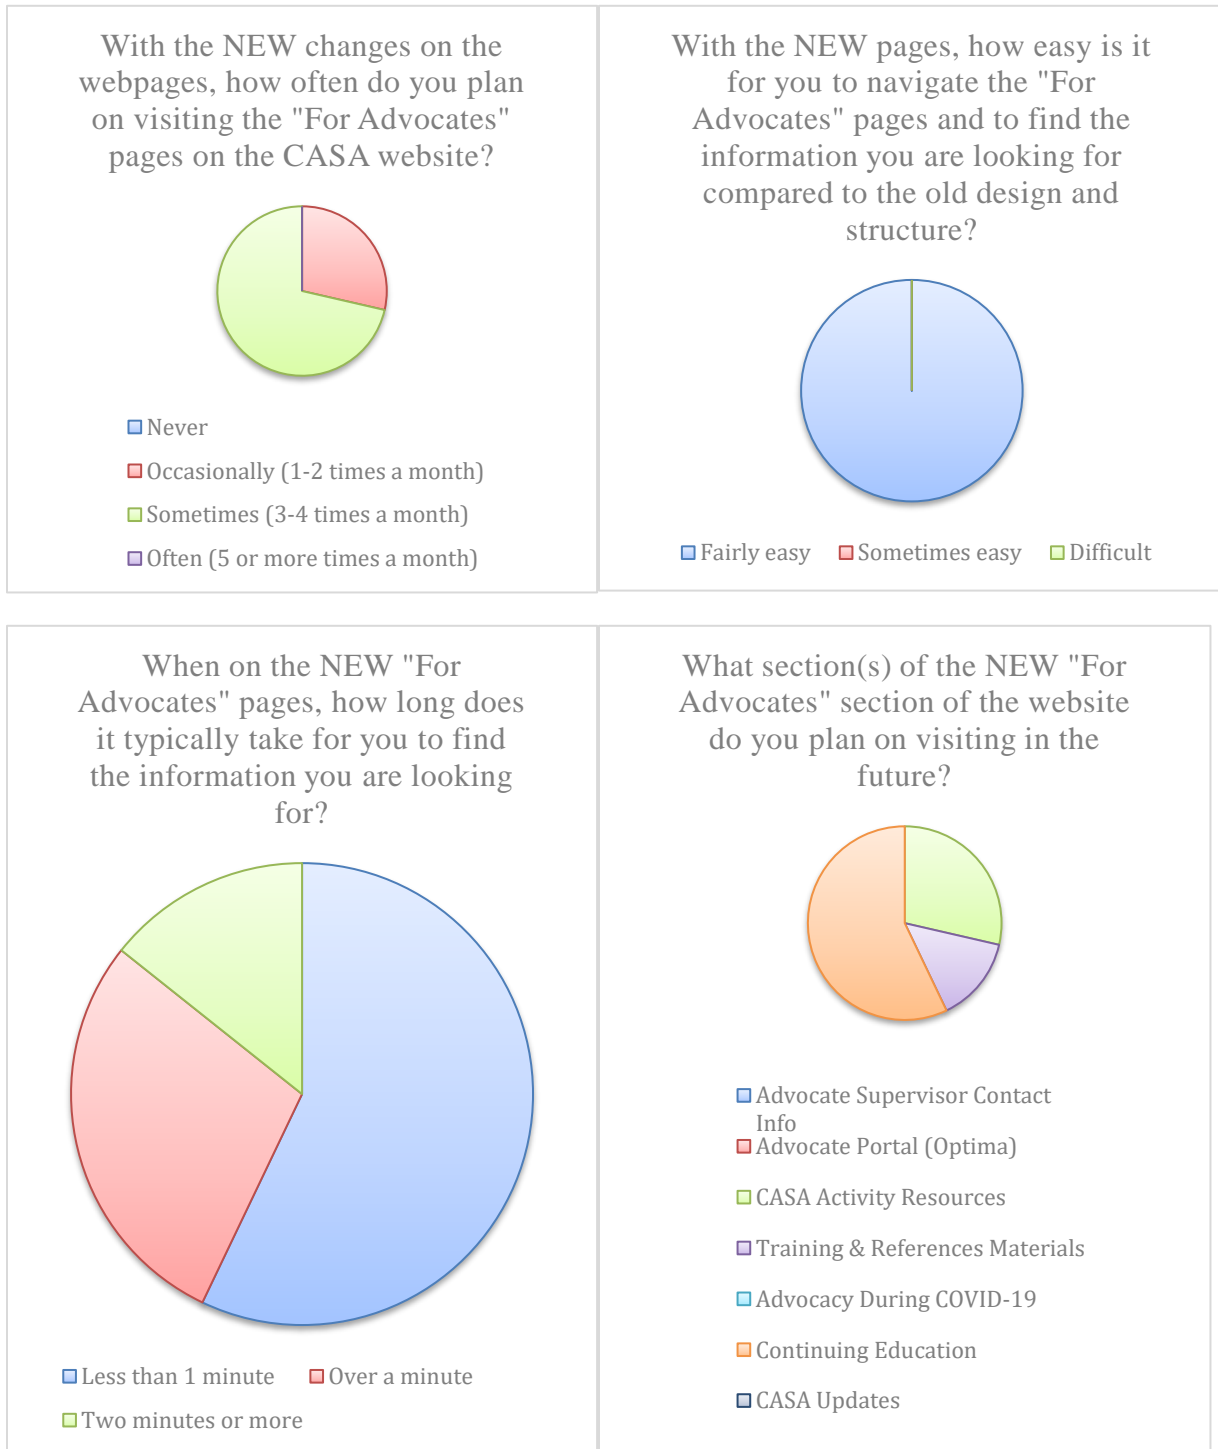 With the NEW changes on the
webpages, how often do you plan
on visiting the "For Advocates"
pages on the CASA website?
Never
Occasionally (1-2 times a month)
Sometimes (3-4 times a month)
Often (5 or more times a month)
With the NEW pages, how easy is it
for you to navigate the "For
Advocates" pages and to find the
information you are looking for
compared to the old design and
structure?
Fairly easy Sometimes easy Difficult
When on the NEW "For
Advocates" pages, how long does
it typically take for you to find
the information you are looking
for?
Less than 1 minute Over a minute
Two minutes or more
What section(s) of the NEW "For
Advocates" section of the website
do you plan on visiting in the
future?
Advocate Supervisor Contact
Info
Advocate Portal (Optima)
CASA Activity Resources
Training & References Materials
Advocacy During COVID-19
Continuing Education
CASA Updates